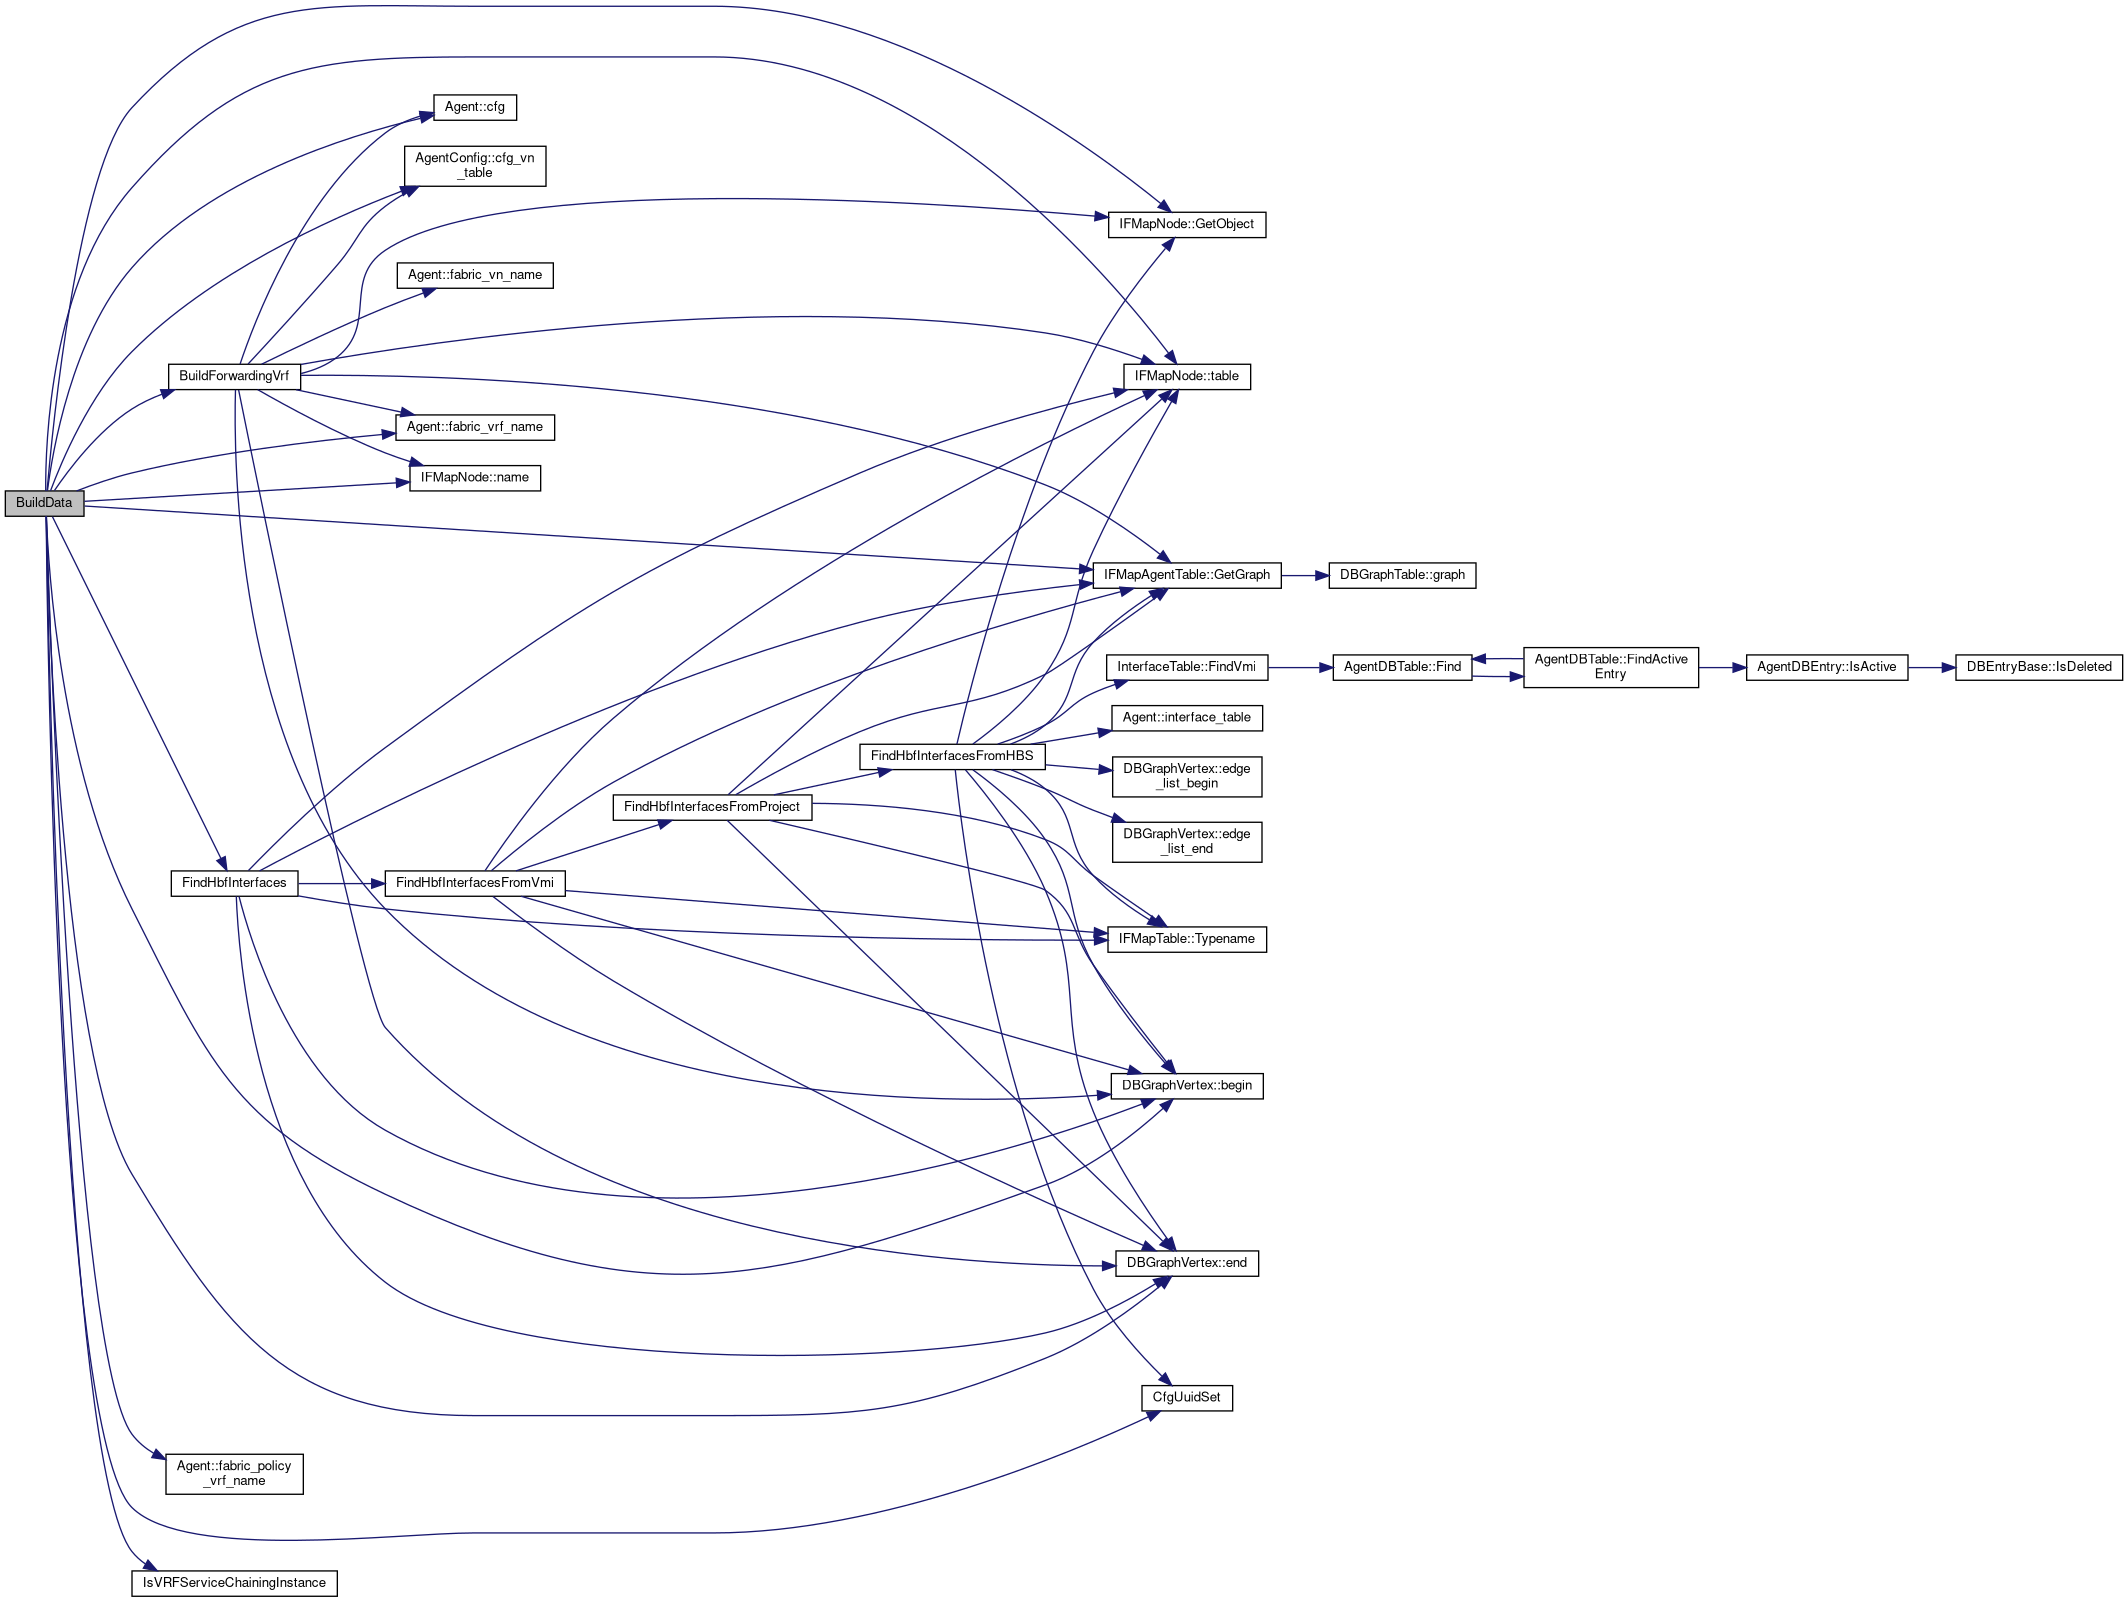 Agent::cfg
AgentConfig::cfg_vn
_table
IFMapNode::GetObject
Agent::fabric_vn_name
BuildForwardingVrf
IFMapNode::table
Agent::fabric_vrf_name
IFMapNode::name
BuildData
IFMapAgentTable::GetGraph
DBGraphTable::graph
InterfaceTable::FindVmi
AgentDBTable::Find
AgentDBTable::FindActive
Entry
AgentDBEntry::IsActive
DBEntryBase::IsDeleted
Agent::interface_table
FindHbfInterfacesFromHBS
DBGraphVertex::edge
_list_begin
FindHbfInterfacesFromProject
DBGraphVertex::edge
_list_end
FindHbfInterfaces
FindHbfInterfacesFromVmi
IFMapTable::Typename
DBGraphVertex::begin
DBGraphVertex::end
CfgUuidSet
Agent::fabric_policy
_vrf_name
IsVRFServiceChainingInstance